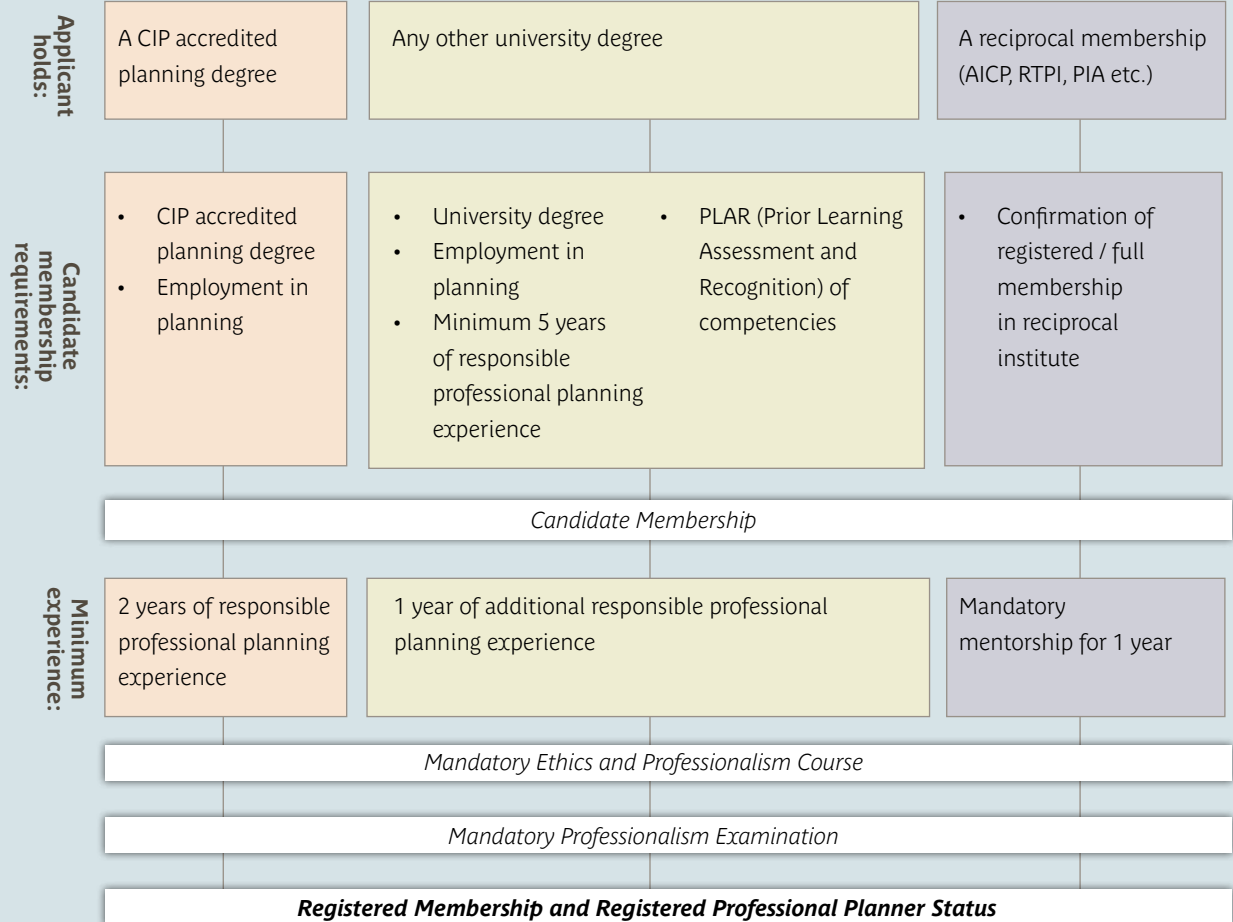 Applicant
holds:
A CIP accredited
planning degree
Any other university degree
A reciprocal membership
(AICP, RTPI, PIA etc.)
Candidate
membership
requirements:
• CIP accredited
planning degree
• Employment in
planning
• University degree
• Employment in
planning
• Minimum 5 years
of responsible
professional planning
experience
• PLAR (Prior Learning
Assessment and
Recognition) of
competencies
• Confirmation of
registered / full
membership
in reciprocal
institute
Candidate Membership
Minimum
experience:
2 years of responsible
professional planning
experience
1 year of additional responsible professional
planning experience
Mandatory
mentorship for 1 year
Mandatory Ethics and Professionalism Course
Mandatory Professionalism Examination
Registered Membership and Registered Professional Planner Status